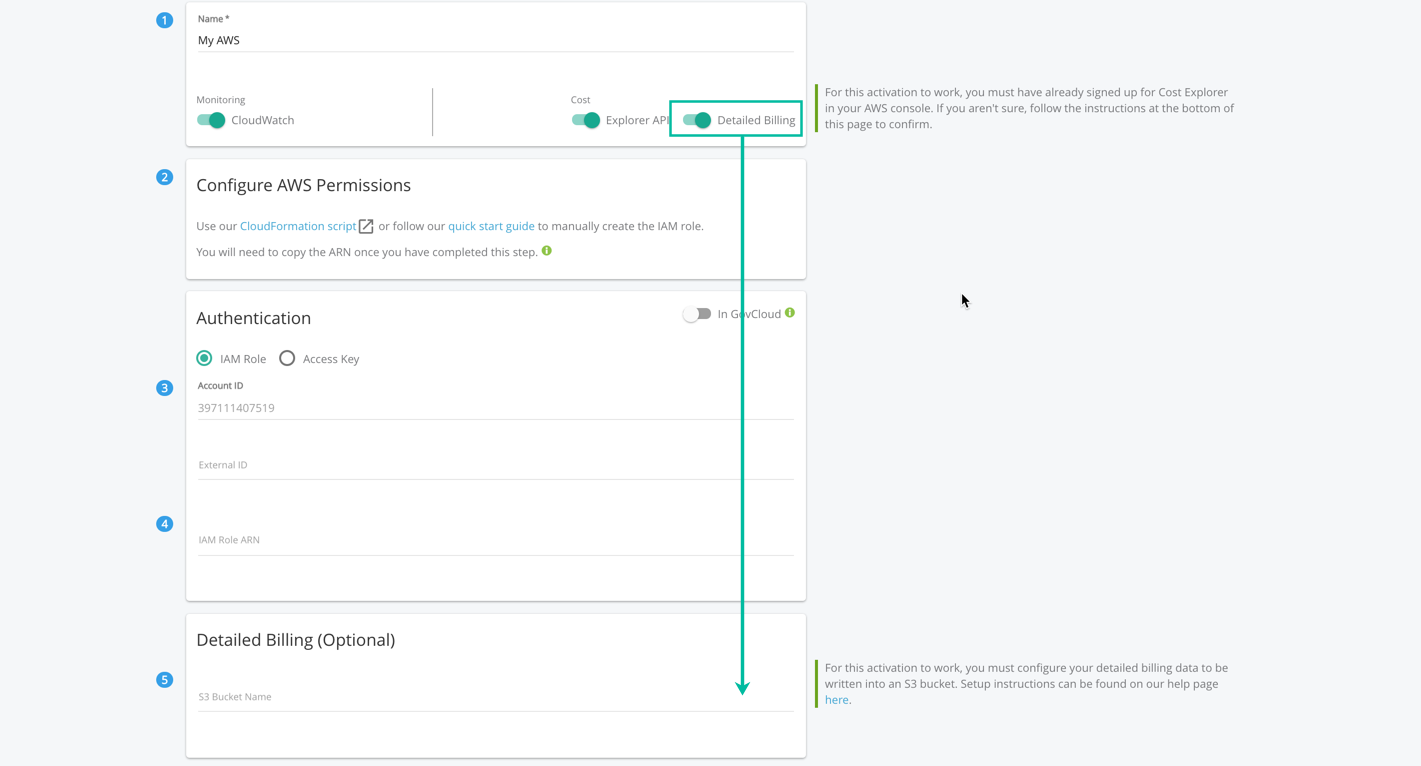 1
Name *
My AWS
Monitoring
Cost
CloudWatch
Explorer API
Detailed Billing
For this activation to work, you must have already signed up for Cost Explorer
in your AWS console. If you aren't sure, follow the instructions at the bottom of
this page to confirm.
2
Configure AWS Permissions
Use our CloudFormation script or follow our quick start guide to manually create the IAM role.
You will need to copy the ARN once you have completed this step.
Authentication
In GovCloud
IAM Role
Access Key
3
Account ID
397111407519
External ID
4
IAM Role ARN
Detailed Billing (Optional)
5
S3 Bucket Name
For this activation to work, you must configure your detailed billing data to be
written into an S3 bucket. Setup instructions can be found on our help page
here.